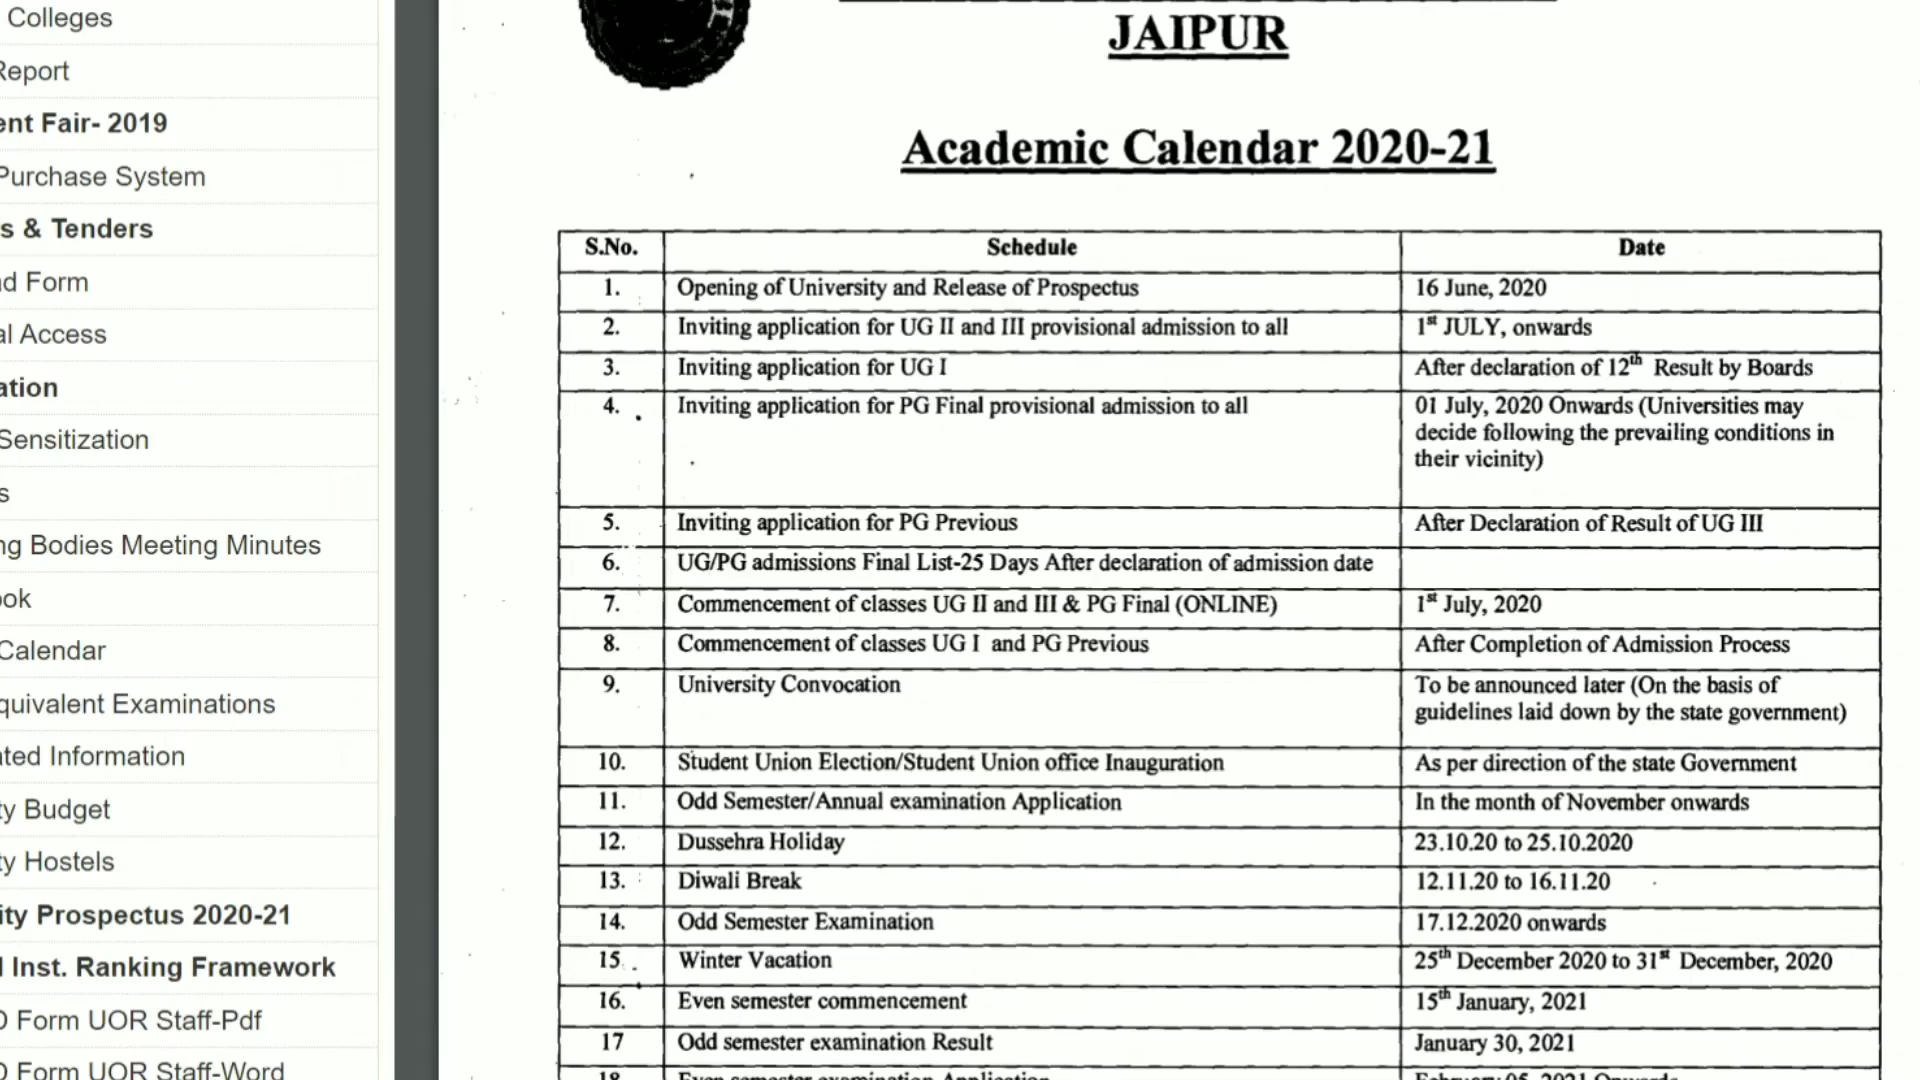 Colleges
Report
ent Fair- 2019
Purchase System
s & Tenders
d Form
al Access
ation
Sensitization
s
ng Bodies Meeting Minutes
ok
Calendar
quivalent Examinations
ated Information
ty Budget
ty Hostels
ity Prospectus 2020-21
l Inst. Ranking Framework
O Form UOR Staff-Pdf
O Form UOR Staff-Word
JAIPUR
Academic Calendar 2020-21
S.No. Schedule Date
1. Opening of University and Release of Prospectus 16 June, 2020
2. Inviting application for UG II and III provisional admission to all 1st JULY, onwards
3. Inviting application for UG I After declaration of 12th Result by Boards
4. Inviting application for PG Final provisional admission to all 01 July, 2020 Onwards (Universities may
decide following the prevailing conditions in
their vicinity)
5. Inviting application for PG Previous After Declaration of Result of UG III
6. UG/PG admissions Final List-25 Days After declaration of admission date
7. Commencement of classes UG II and III & PG Final (ONLINE) 1st July, 2020
8. Commencement of classes UG I and PG Previous After Completion of Admission Process
9. University Convocation To be announced later (On the basis of
guidelines laid down by the state government)
10. Student Union Election/Student Union office Inauguration As per direction of the state Government
11. Odd Semester/Annual examination Application In the month of November onwards
12. Dussehra Holiday 23.10.20 to 25.10.2020
13. Diwali Break 12.11.20 to 16.11.20
14. Odd Semester Examination 17.12.2020 onwards
15. Winter Vacation 25th December 2020 to 31st December, 2020
16. Even semester commencement 15th January, 2021
17 Odd semester examination Result January 30, 2021
18. Even semester examination Application February 05, 2021 Onwards